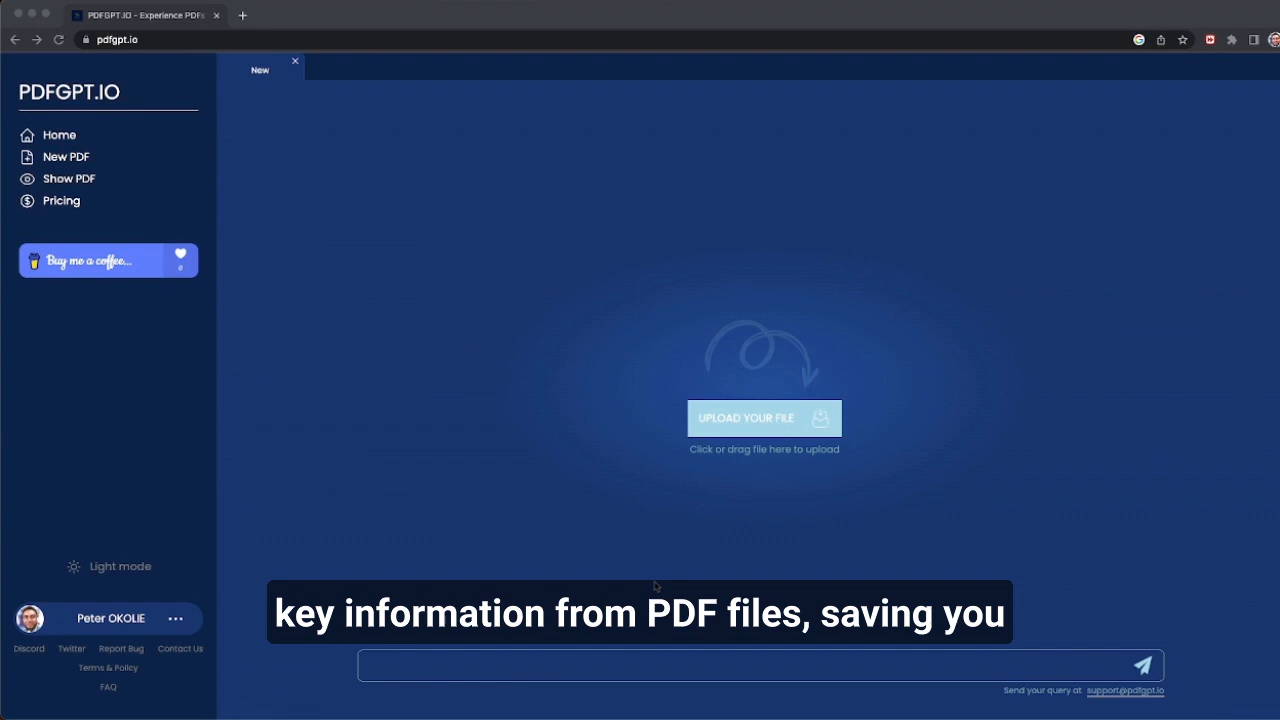 PDFGPT.IO - Experience PDFs
pdfgpt.io
New
PDFGPT.IO
Home
New PDF
Show PDF
Pricing
Buy me a coffee...
0
UPLOAD YOUR FILE
Click or drag file here to upload
Light mode
key information from PDF files, saving you
Peter OKOLIE
Discord Twitter Report Bug Contact Us
Terms & Policy
FAQ
Send your query at support@pdfgpt.io